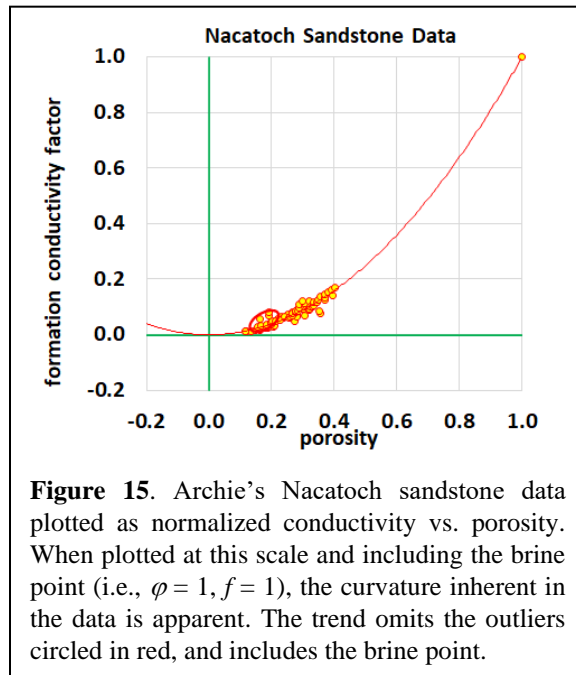 Nacatoch Sandstone Data
formation conductivity factor
1.0
0.8
0.6
0.4
0.2
0.0
-0.2
-0.2 0.0 0.2 0.4 0.6 0.8 1.0
porosity
Figure 15. Archie’s Nacatoch sandstone data
plotted as normalized conductivity vs. porosity.
When plotted at this scale and including the brine
point (i.e., φ = 1, f = 1), the curvature inherent in
the data is apparent. The trend omits the outliers
circled in red, and includes the brine point.